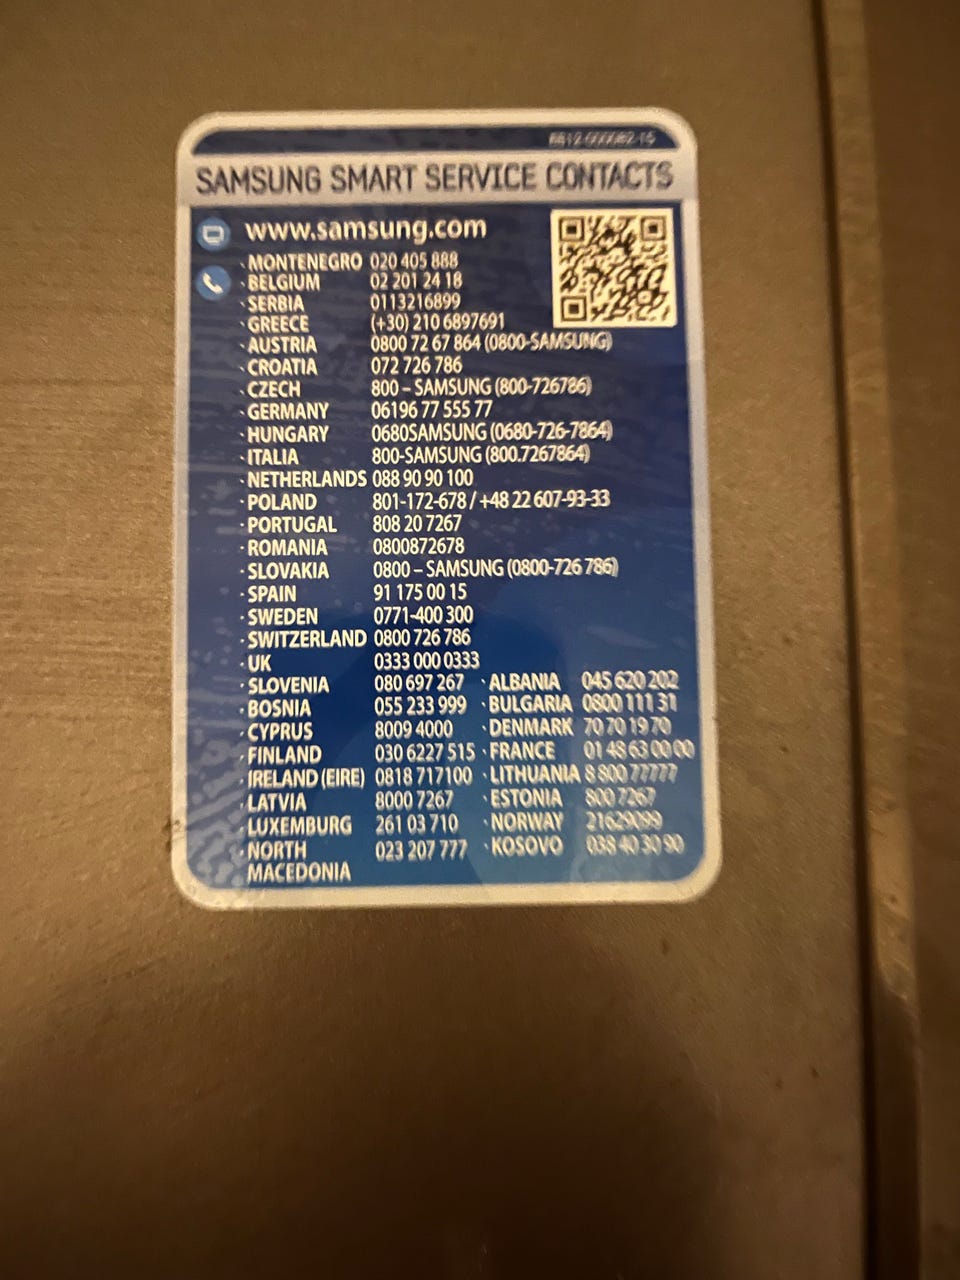 SAMSUNG SMART SERVICE CONTACTS
www.samsung.com
· MONTENEGRO 020 405 888
· BELGIUM 02 201 24 18
· SERBIA 0113216899
· GREECE (+30) 210 6897691
· AUSTRIA 0800 72 67 864 (0800-SAMSUNG)
· CROATIA 072 726 786
· CZECH 800 – SAMSUNG (800-726786)
· GERMANY 06196 77 555 77
· HUNGARY 0680SAMSUNG (0680-726-7864)
· ITALIA 800-SAMSUNG (800.7267864)
· NETHERLANDS 088 90 90 100
· POLAND 801-172-678 / +48 22 607-93-33
· PORTUGAL 808 20 7267
· ROMANIA 0800872678
· SLOVAKIA 0800 – SAMSUNG (0800-726 786)
· SPAIN 91 175 00 15
· SWEDEN 0771-400 300
· SWITZERLAND 0800 726 786
· UK 0333 000 0333
· SLOVENIA 080 697 267 · ALBANIA 045 620 202
· BOSNIA 055 233 999 · BULGARIA 0800 111 31
· CYPRUS 8009 4000 · DENMARK 70 70 19 70
· FINLAND 030 6227 515 · FRANCE 01 48 63 00 00
· IRELAND (EIRE) 0818 717100 · LITHUANIA 8 800 77777
· LATVIA 8000 7267 · ESTONIA 800 7267
· LUXEMBURG 261 03 710 · NORWAY 21629099
· NORTH 023 207 777 · KOSOVO 038 40 30 90
MACEDONIA